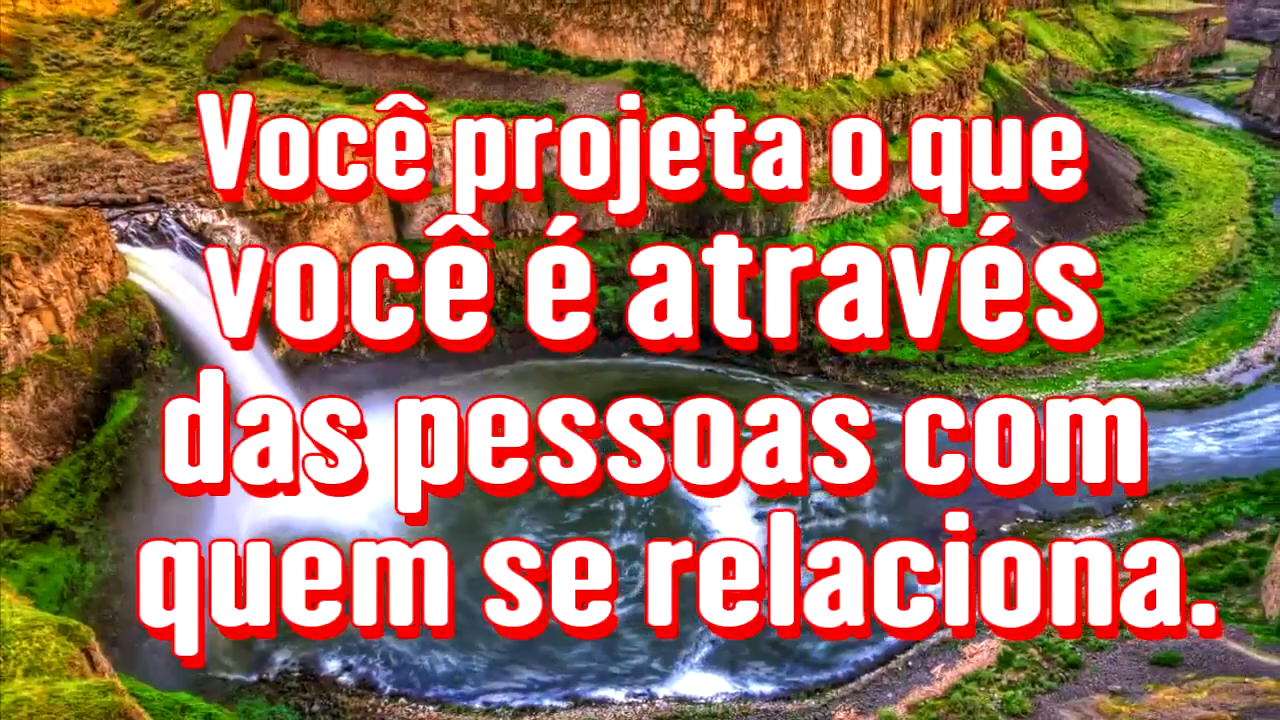 Você projeta o que
você é através
das pessoas com
quem se relaciona.